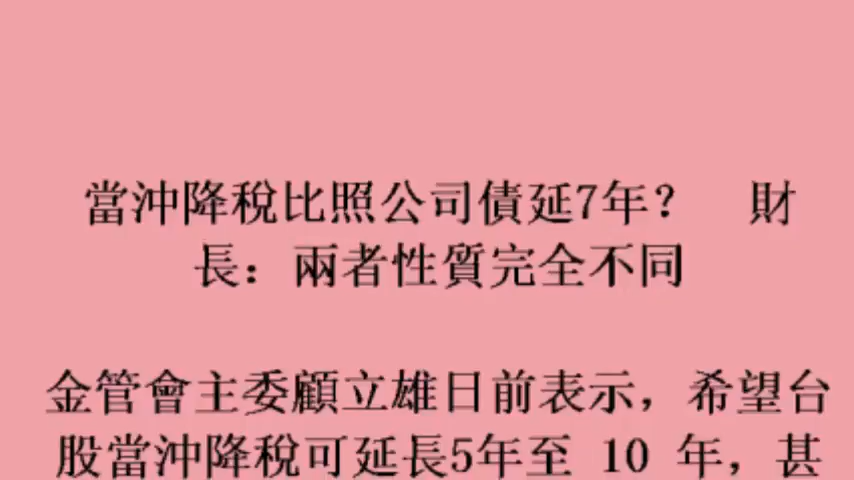 當沖降稅比照公司債延7年？　財
長：兩者性質完全不同
金管會主委顧立雄日前表示，希望台
股當沖降稅可延長5年至 10 年，甚